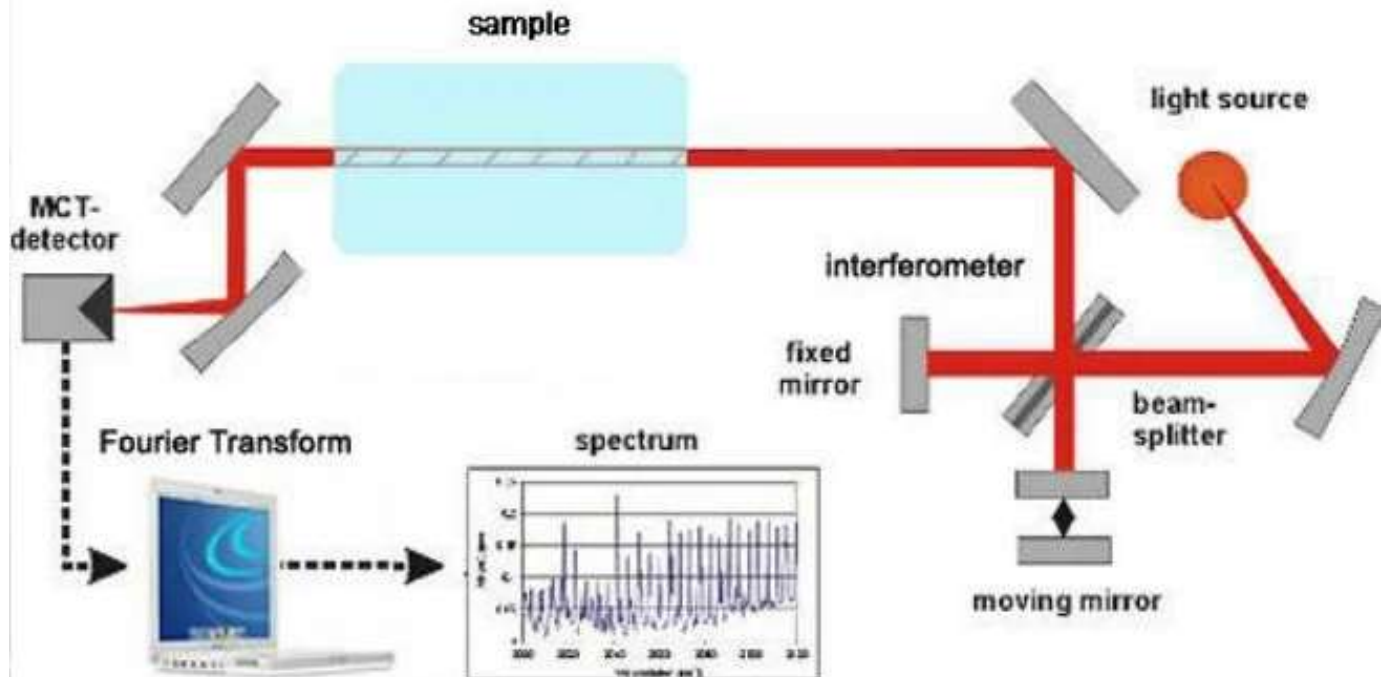 sample
light source
MCT-
detector
interferometer
fixed
mirror
beam-
splitter
Fourier Transform
spectrum
moving mirror